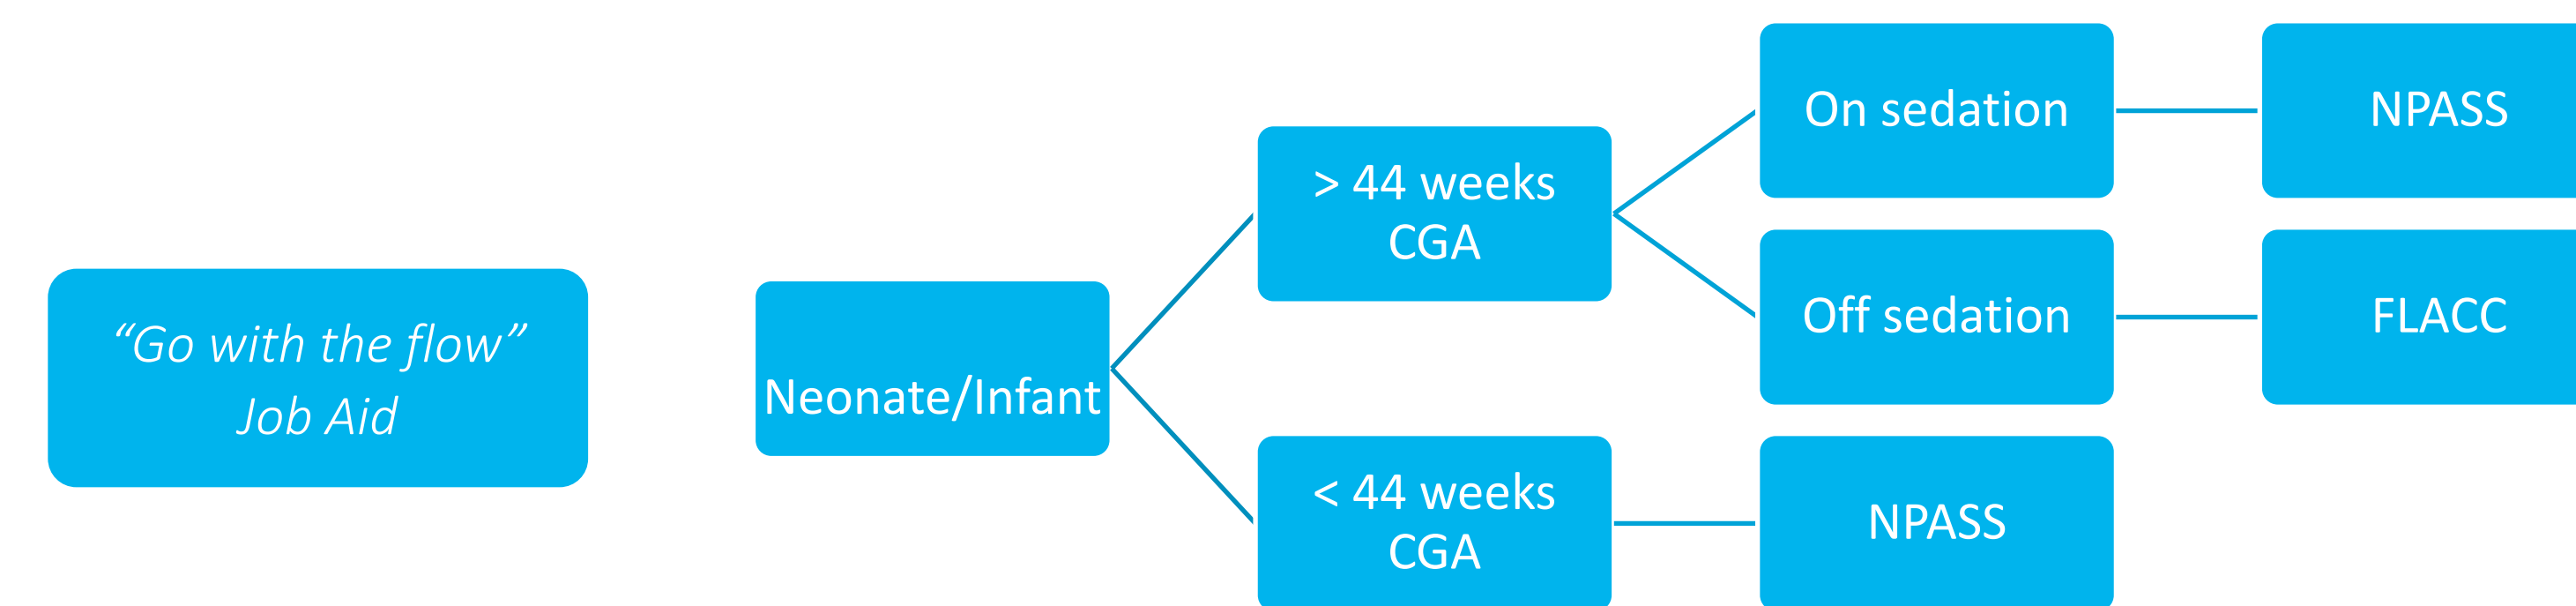 “Go with the flow”
Job Aid
Neonate/Infant
> 44 weeks
CGA
On sedation
NPASS
Off sedation
FLACC
< 44 weeks
CGA
NPASS